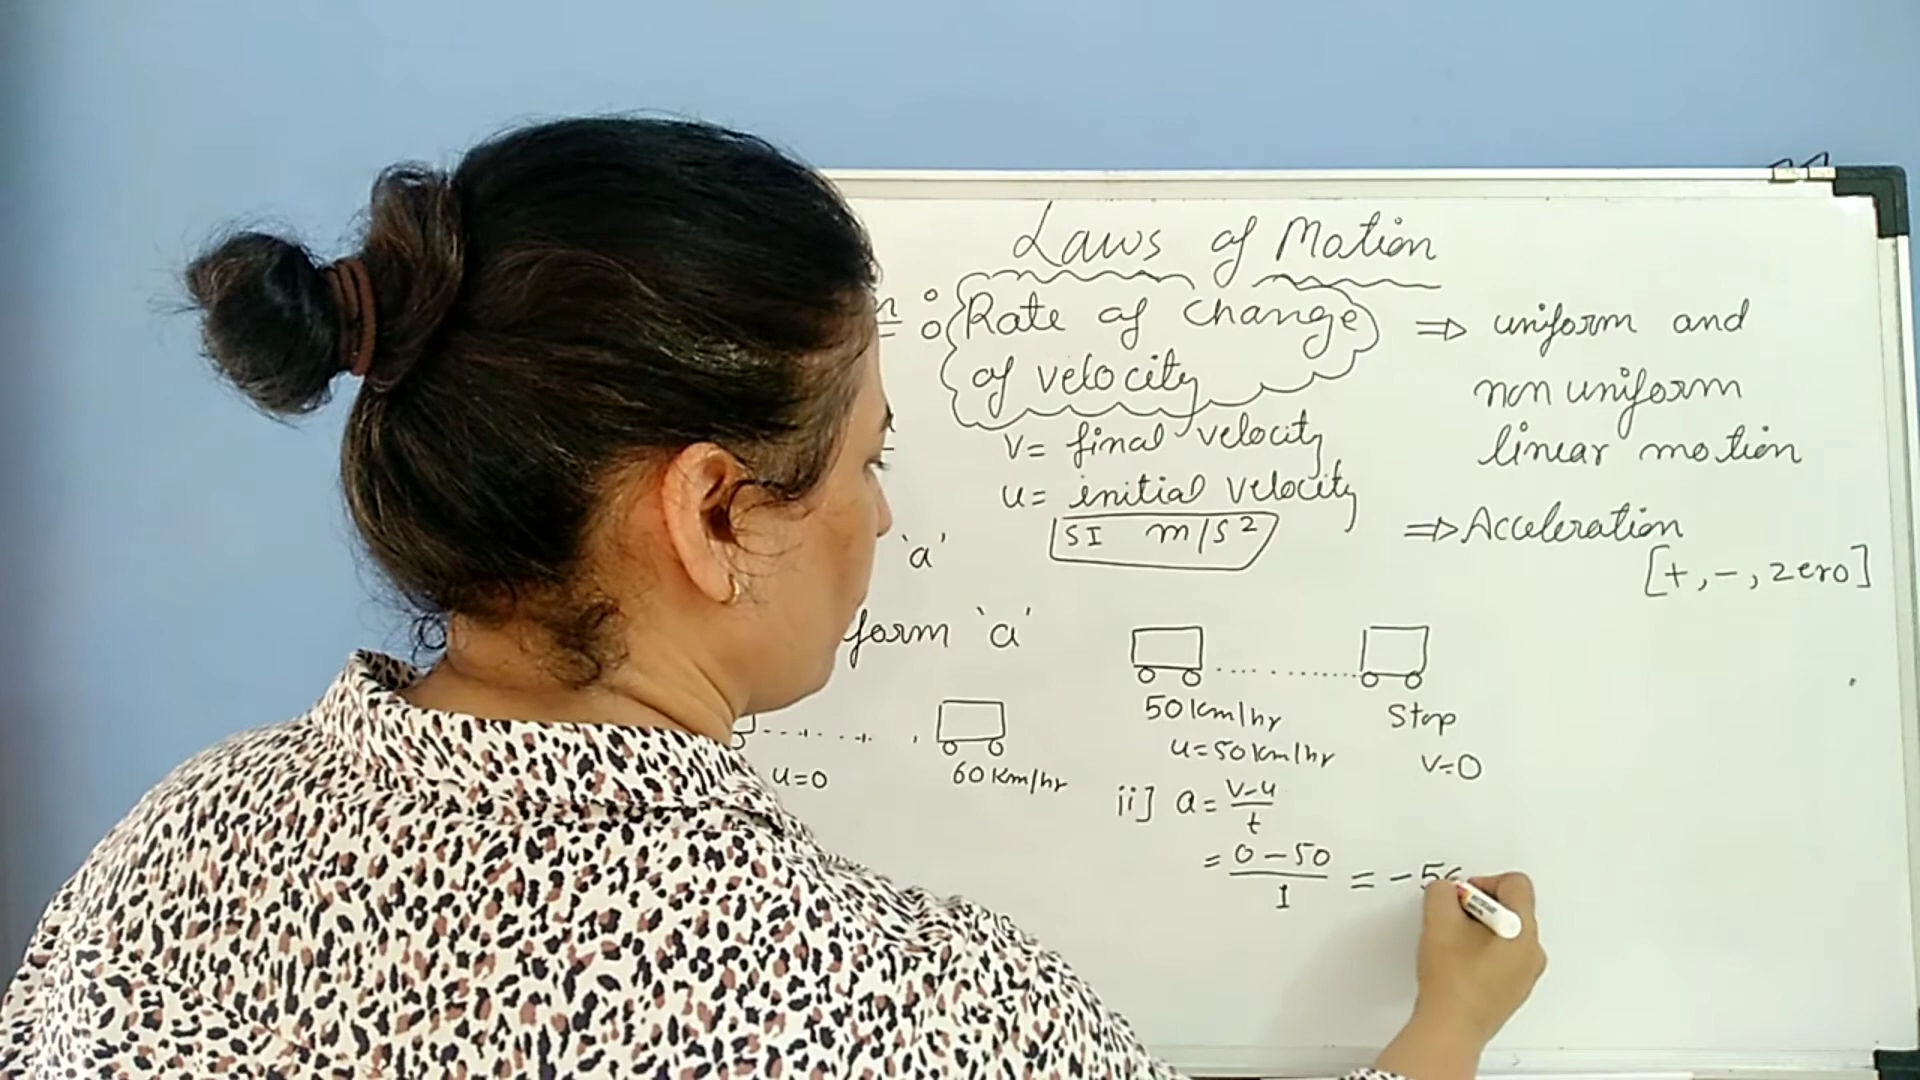 Laws of Motion
: Rate of change
of velocity
v= final velocity
u= initial velocity
SI m/s²
⇒ uniform and
non uniform
linear motion
⇒ Acceleration
[+, -, zero]
'a'
form 'a'
u=0
60 Km/hr
50 km/hr
u=50 km/hr
Stop
v=0
ii] a= v-u
t
= 0 - 50
1
= -50